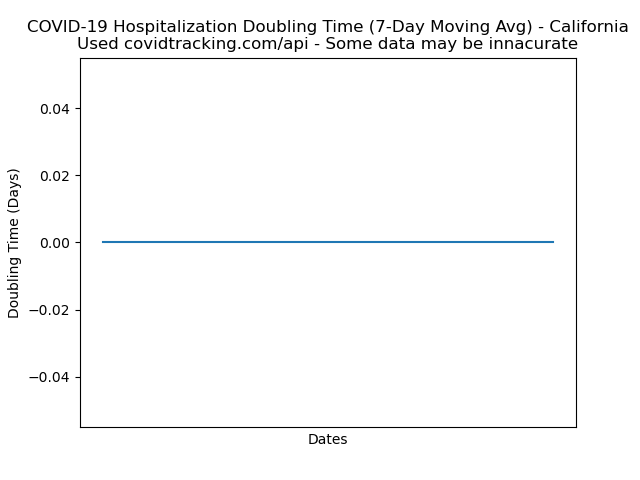 COVID-19 Hospitalization Doubling Time (7-Day Moving Avg) - California
Used covidtracking.com/api - Some data may be innacurate
0.04
0.02
0.00
−0.02
−0.04
Doubling Time (Days)
Dates